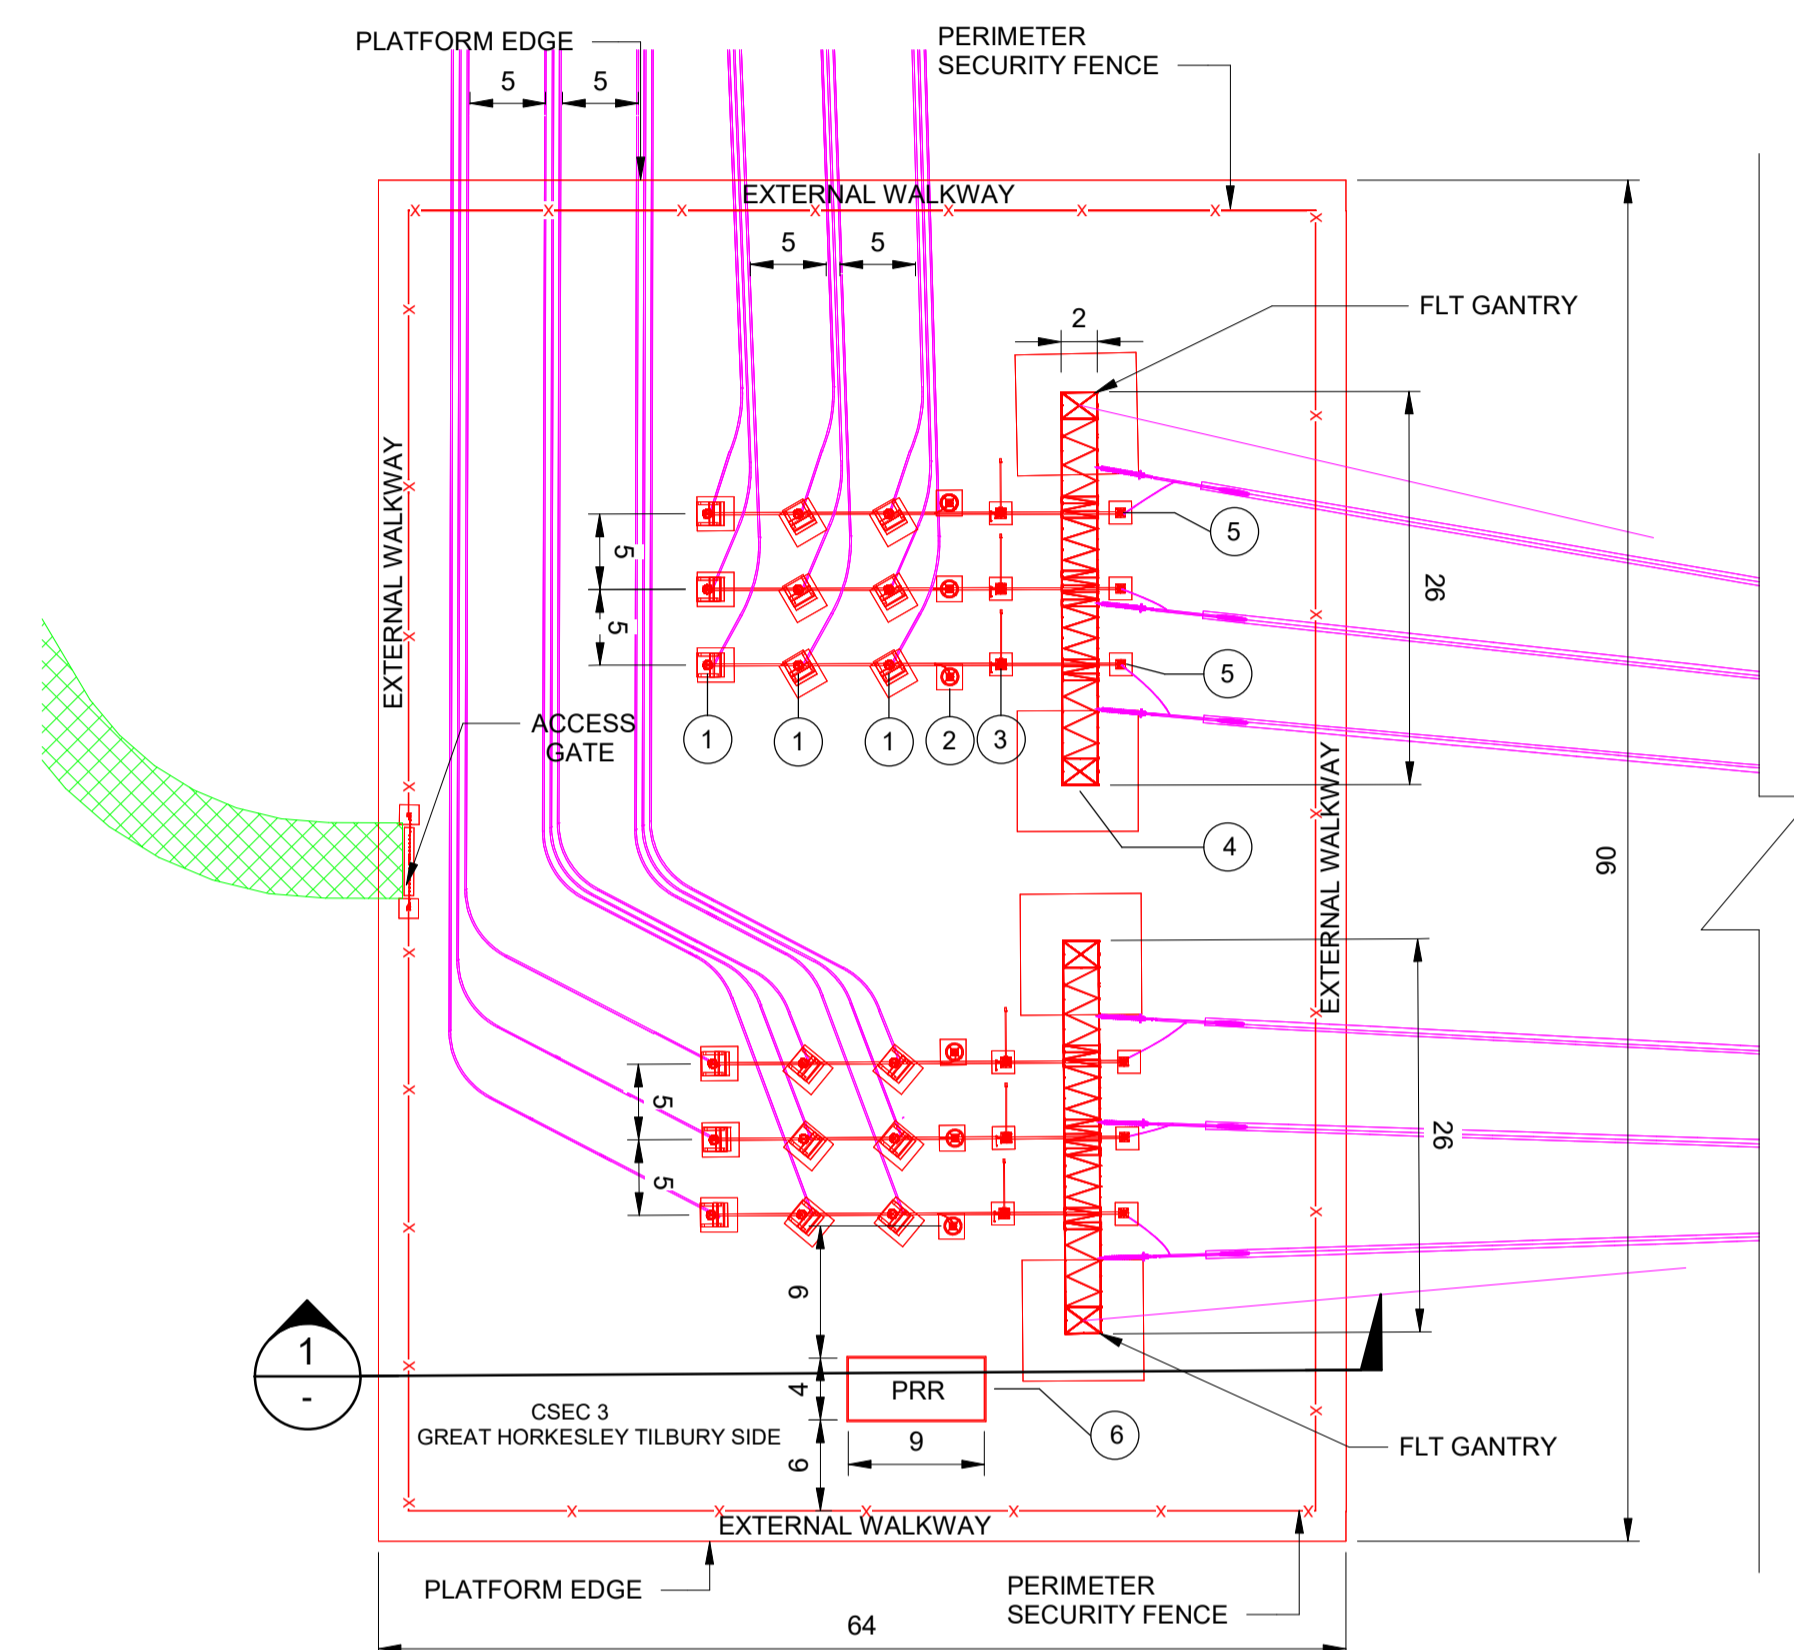 PLATFORM EDGE
PERIMETER
SECURITY FENCE
5
5
EXTERNAL WALKWAY
5
5
2
FLT GANTRY
EXTERNAL WALKWAY
5
5
26
5
5
ACCESS
GATE
1
1
1
2
3
4
EXTERNAL WALKWAY
90
5
5
26
9
4
6
PRR
9
6
1
-
CSEC 3
GREAT HORKESLEY TILBURY SIDE
FLT GANTRY
EXTERNAL WALKWAY
PLATFORM EDGE
PERIMETER
SECURITY FENCE
64